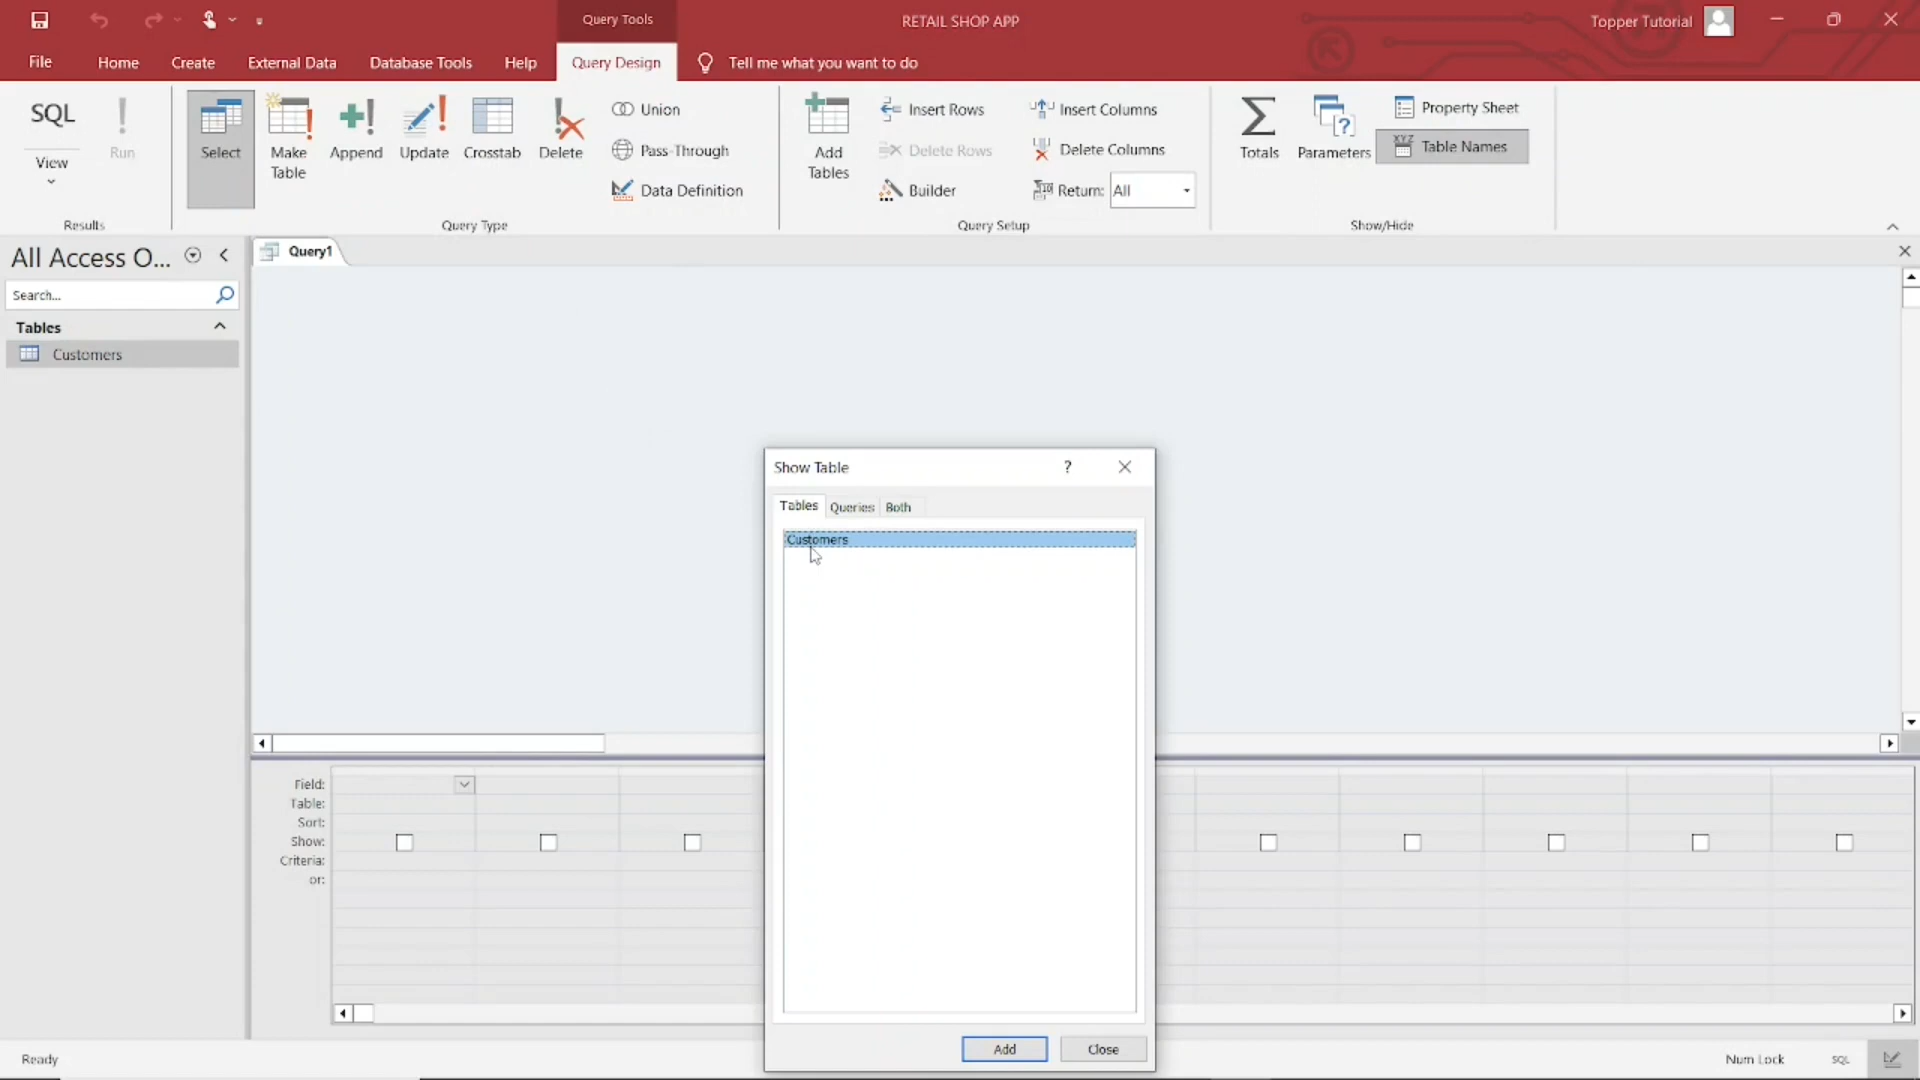 Query Tools
RETAIL SHOP APP
Topper Tutorial
File
Home
Create
External Data
Database Tools
Help
Query Design
Tell me what you want to do
SQL
View
Run
Results
Select
Make
Table
Append
Update
Crosstab
Delete
Union
Pass-Through
Data Definition
Query Type
Add
Tables
Insert Rows
Delete Rows
Builder
Insert Columns
Delete Columns
Return: All
Query Setup
Totals
Parameters
Property Sheet
XYZ Table Names
Show/Hide
All Access O...
Search...
Tables
Customers
Query1
Show Table
?
Tables
Queries
Both
Customers
Add
Close
Field:
Table:
Sort:
Show:
Criteria:
or:
Ready
Num Lock
SQL